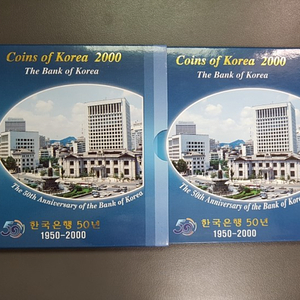 Coins of Korea 2000
The Bank of Korea
The 50th Anniversary of the Bank of Korea
50 한국은행 50년
1950-2000
Coins of Korea 2000
The Bank of Korea
The 50th Anniversary of the Bank of Korea
50 한국은행 50년
1950-2000